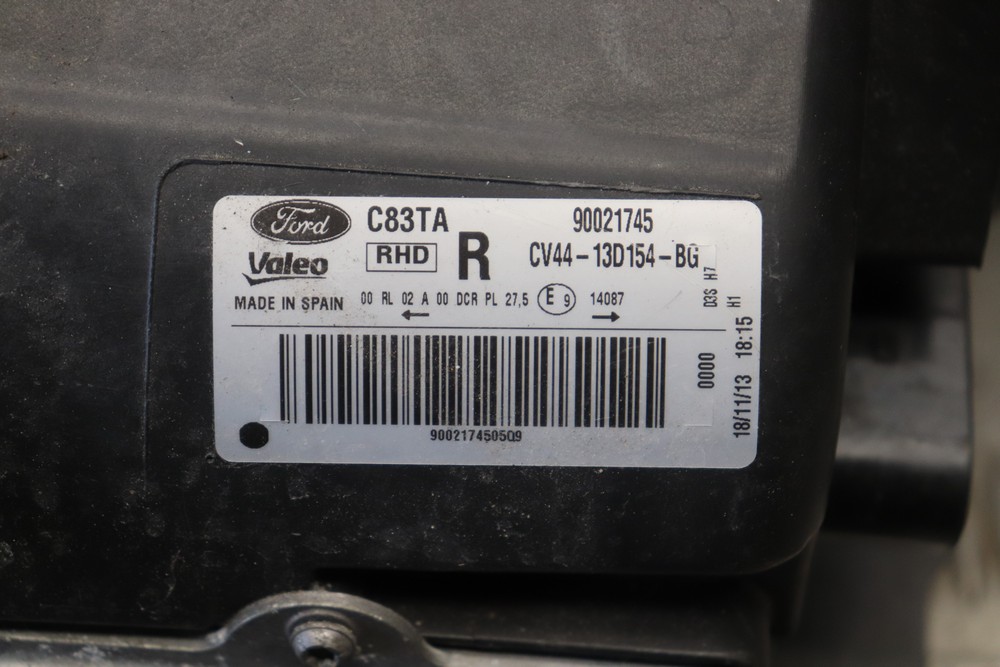 Ford C83TA 90021745
Valeo RHD R CV44-13D154-BG
MADE IN SPAIN 00 RL 02 A 00 DCR PL 27,5 E 9 14087
← →
D3S H7
H1
0000
18/11/13 18:15
900217450509